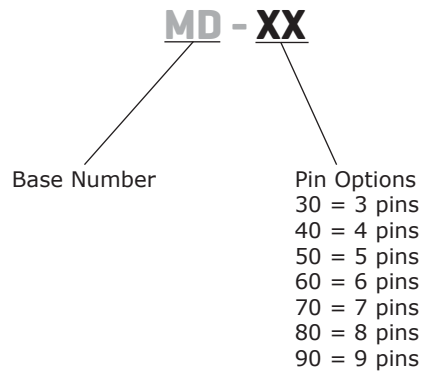 MD - XX
Base Number
Pin Options
30 = 3 pins
40 = 4 pins
50 = 5 pins
60 = 6 pins
70 = 7 pins
80 = 8 pins
90 = 9 pins